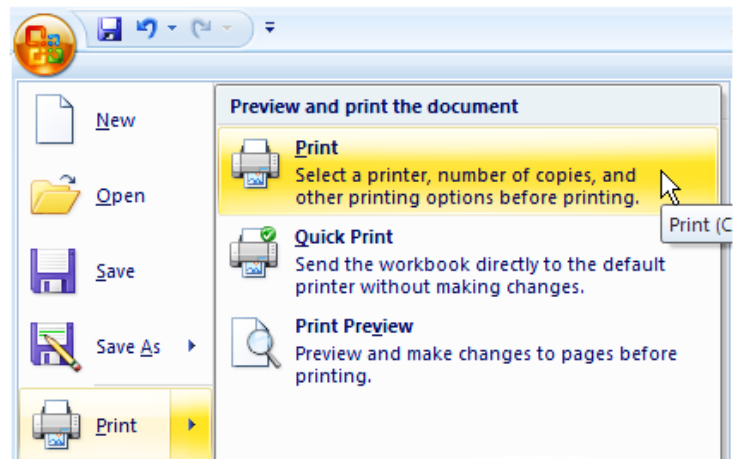 New
Open
Save
Save As
Print
Preview and print the document
Print
Select a printer, number of copies, and
other printing options before printing.
Print (C
Quick Print
Send the workbook directly to the default
printer without making changes.
Print Preview
Preview and make changes to pages before
printing.